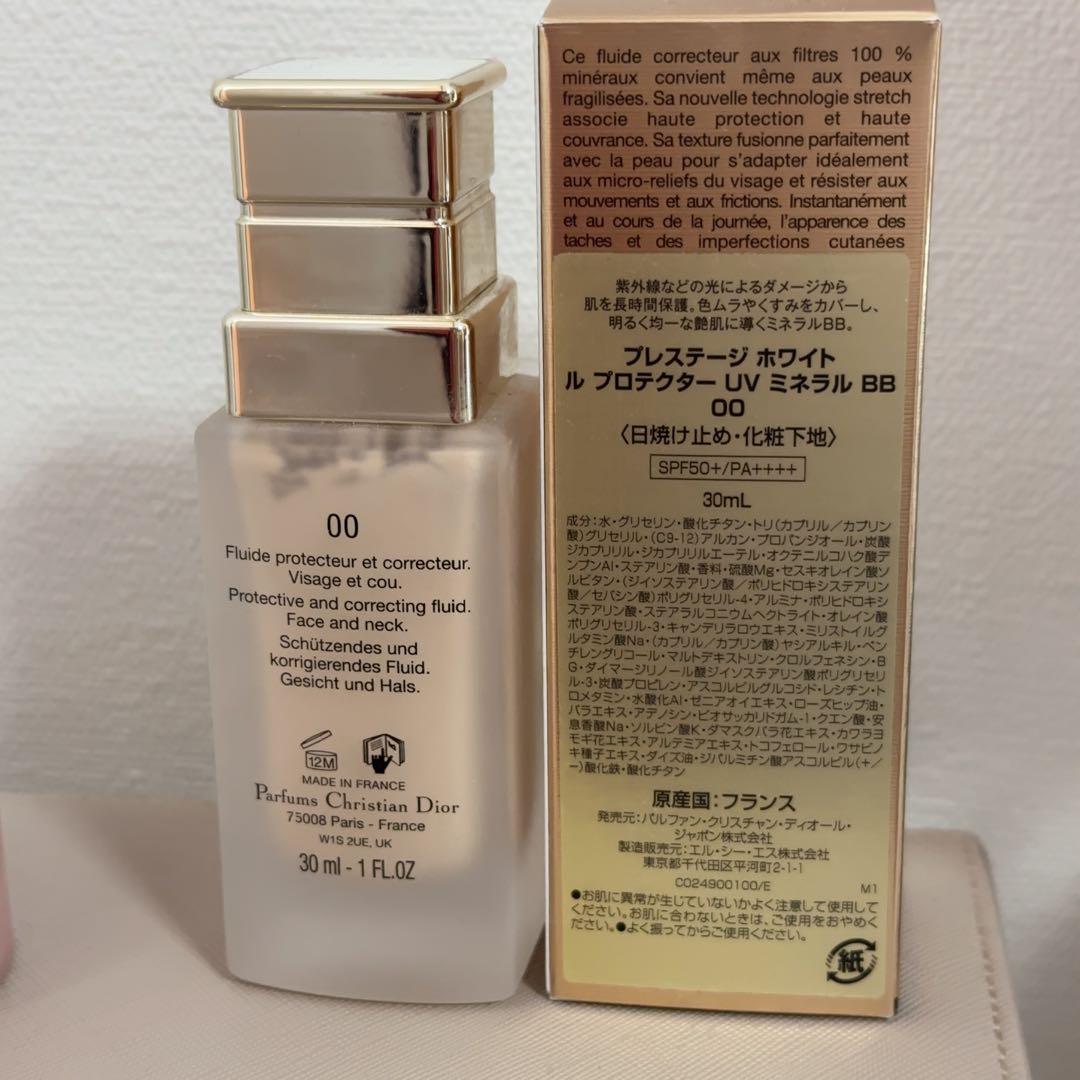 00
Fluide protecteur et correcteur.
Visage et cou.
Protective and correcting fluid.
Face and neck.
Schützendes und
korrigierendes Fluid.
Gesicht und Hals.
12M
MADE IN FRANCE
Parfums Christian Dior
75008 Paris - France
W1S 2UE, UK
30 ml - 1 FL.OZ
Ce fluide correcteur aux filtres 100 %
minéraux convient même aux peaux
fragilisées. Sa nouvelle technologie stretch
associe haute protection et haute
couvrance. Sa texture fusionne parfaitement
avec la peau pour s'adapter idéalement
aux micro-reliefs du visage et résister aux
mouvements et aux frictions. Instantanément
et au cours de la journée, l'apparence des
taches et des imperfections cutanées
紫外線などの光によるダメージから
肌を長時間保護。色ムラやくすみをカバーし、
明るく均一な艶肌に導くミネラルBB。
プレステージ ホワイト
ル プロテクター UV ミネラル BB
00
〈日焼け止め・化粧下地〉
SPF50+/PA++++
30mL
成分:水・グリセリン・酸化チタン・トリ(カプリル/カプリン
酸)グリセリル・(C9-12)アルカン・プロパンジオール・炭酸
ジカプリリル・ジカプリリルエーテル・オクテニルコハク酸デ
ンプンAl・ステアリン酸・香料・硫酸Mg・セスキオレイン酸ソ
ルビタン・(ジイソステアリン酸/ポリヒドロキシステアリン
酸/セバシン酸)ポリグリセリル-4・アルミナ・ポリヒドロキシ
ステアリン酸・ステアラルコニウムヘクトライト・オレイン酸
ポリグリセリル-3・キャンデリラロウエキス・ミリストイルグ
ルタミン酸Na・(カプリル/カプリン酸)ヤシアルキル・ペン
チレングリコール・マルトデキストリン・クロルフェネシン・B
G・ダイマージリノール酸ジイソステアリン酸ポリグリセリ
ル-3・炭酸プロピレン・アスコルビルグルコシド・レシチン・ト
ロメタミン・水酸化Al・ゼニアオイエキス・ローズヒップ油・
バラエキス・アデノシン・ビオサッカリドガム-1・クエン酸・安
息香酸Na・ソルビン酸K・ダマスクバラ花エキス・カワラヨ
モギ花エキス・アルテミアエキス・トコフェロール・ワサビノ
キ種子エキス・ダイズ油・ジパルミチン酸アスコルビル(+/
-)酸化鉄・酸化チタン
原産国:フランス
発売元:パルファン・クリスチャン・ディオール・
ジャポン株式会社
製造販売元:エル・シー・エス株式会社
東京都千代田区平河町2-1-1
C024900100/E M1
●お肌に異常が生じていないかよく注意して使用して
ください。お肌に合わないときは、ご使用をおやめく
ださい。●よく振ってからご使用ください。
紙